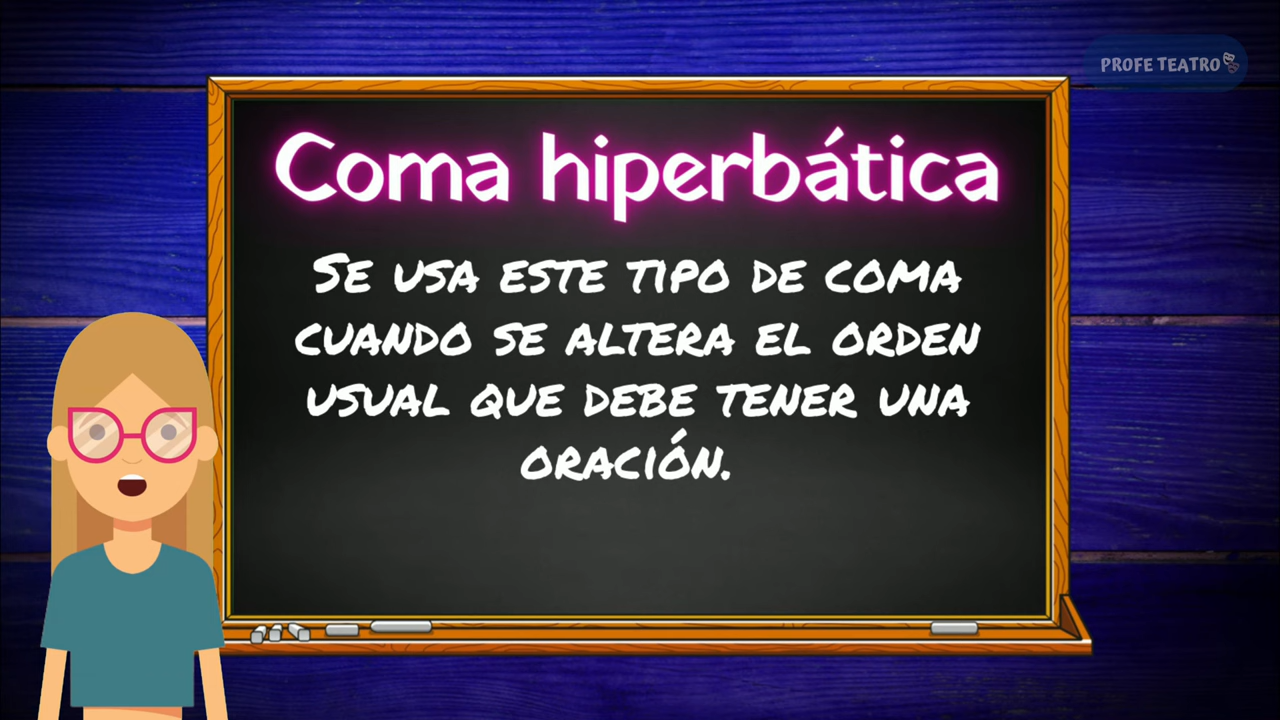 PROFE TEATRO
Coma hiperbática
SE USA ESTE TIPO DE COMA
CUANDO SE ALTERA EL ORDEN
USUAL QUE DEBE TENER UNA
ORACIÓN.